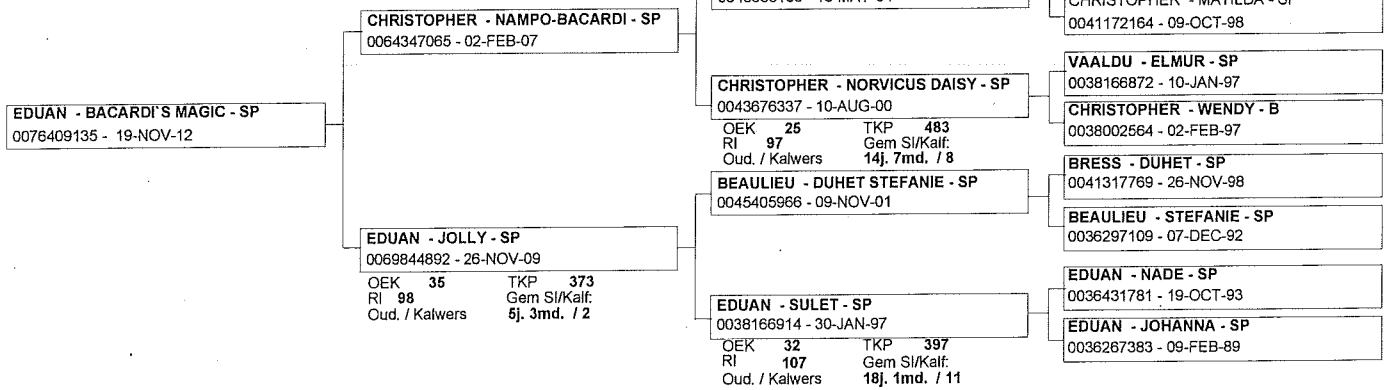 CHRISTOPHER - NAMPO-BACARDI - SP
0064347065 - 02-FEB-07
0041172164 - 09-OCT-98
EDUAN - BACARDI`S MAGIC - SP
0076409135 - 19-NOV-12
CHRISTOPHER - NORVICUS DAISY - SP
0043676337 - 10-AUG-00
OEK 25 TKP 483
RI 97 Gem SI/Kalf:
Oud. / Kalwers 14j. 7md. / 8
VAALDU - ELMUR - SP
0038166872 - 10-JAN-97
CHRISTOPHER - WENDY - B
0038002564 - 02-FEB-97
EDUAN - JOLLY - SP
0069844892 - 26-NOV-09
OEK 35 TKP 373
RI 98 Gem SI/Kalf:
Oud. / Kalwers 5j. 3md. / 2
BEAULIEU - DUHET STEFANIE - SP
0045405966 - 09-NOV-01
BRESS - DUHET - SP
0041317769 - 26-NOV-98
BEAULIEU - STEFANIE - SP
0036297109 - 07-DEC-92
EDUAN - SULET - SP
0038166914 - 30-JAN-97
OEK 32 TKP 397
RI 107 Gem SI/Kalf:
Oud. / Kalwers 18j. 1md. / 11
EDUAN - NADE - SP
0036431781 - 19-OCT-93
EDUAN - JOHANNA - SP
0036267383 - 09-FEB-89